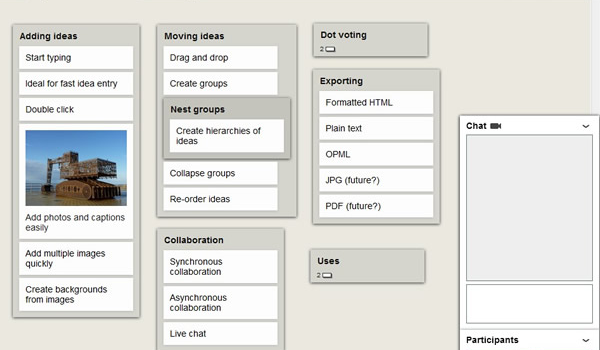 Adding ideas
Start typing
Ideal for fast idea entry
Double click
Add photos and captions
easily
Add multiple images
quickly
Create backgrounds
from images
Moving ideas
Drag and drop
Create groups
Nest groups
Create hierarchies of
ideas
Collapse groups
Re-order ideas
Collaboration
Synchronous
collaboration
Asynchronous
collaboration
Live chat
Dot voting
2
Exporting
Formatted HTML
Plain text
OPML
JPG (future?)
PDF (future?)
Uses
2
Chat
Participants